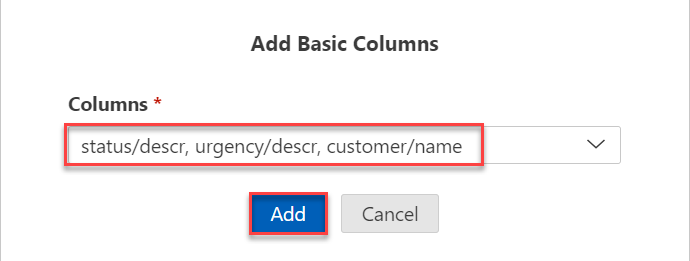 Add Basic Columns
Columns *
status/descr, urgency/descr, customer/name
Add Cancel